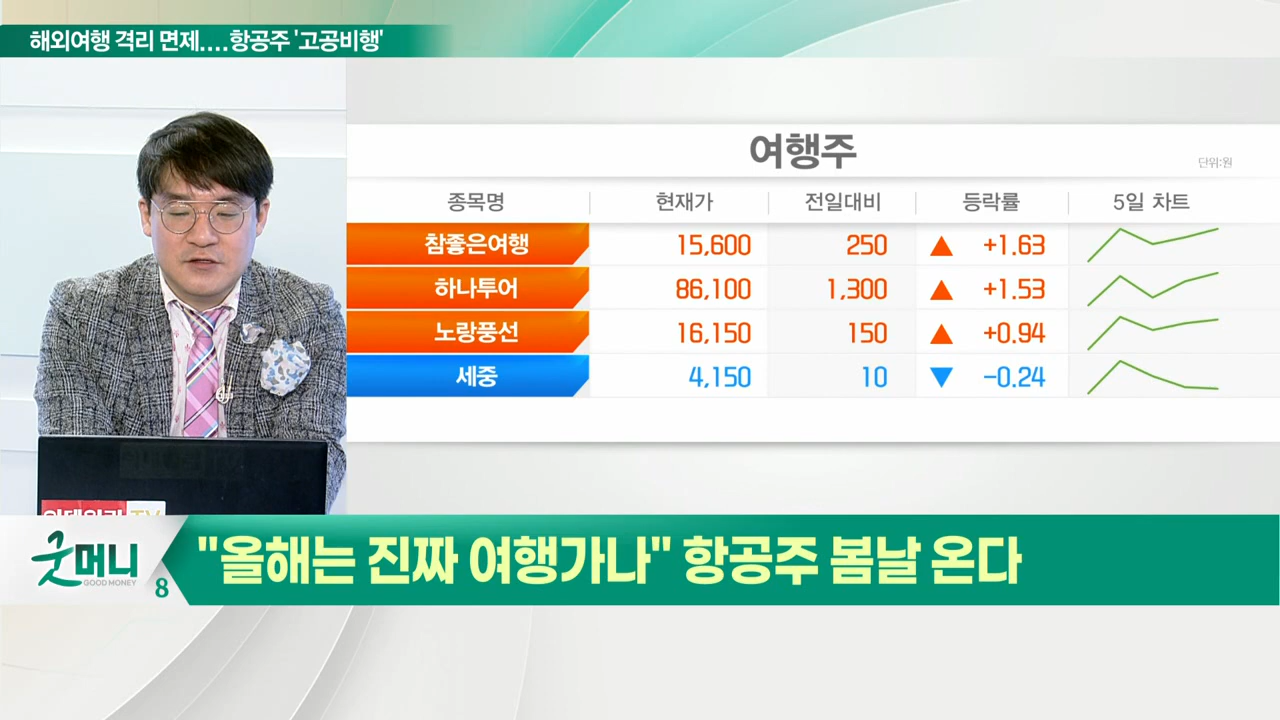 해외여행 격리 면제....항공주 '고공비행'
여행주
단위:원
종목명 현재가 전일대비 등락률 5일 차트
참좋은여행 15,600 250 ▲ +1.63
하나투어 86,100 1,300 ▲ +1.53
노랑풍선 16,150 150 ▲ +0.94
세중 4,150 10 ▼ -0.24
굿머니
GOOD MONEY
8
"올해는 진짜 여행가나" 항공주 봄날 온다